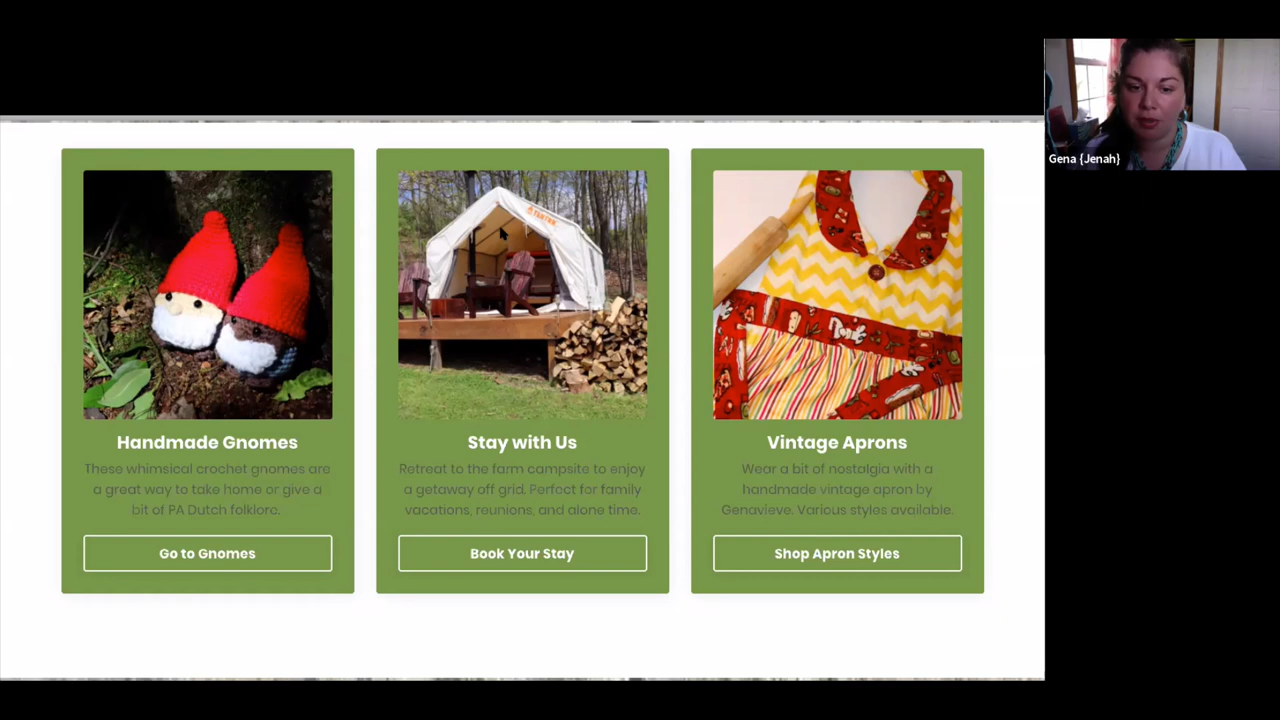 Gena {Jenah}
TENTRR
Handmade Gnomes
These whimsical crochet gnomes are
a great way to take home or give a
bit of PA Dutch folklore.
Go to Gnomes
Stay with Us
Retreat to the farm campsite to enjoy
a getaway off grid. Perfect for family
vacations, reunions, and alone time.
Book Your Stay
Vintage Aprons
Wear a bit of nostalgia with a
handmade vintage apron by
Genavieve. Various styles available.
Shop Apron Styles